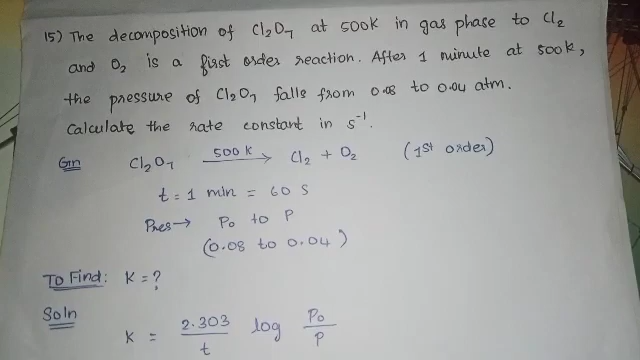 15) The decomposition of Cl₂O₇ at 500K in gas phase to Cl₂
and O₂ is a first order reaction. After 1 minute at 500K,
the pressure of Cl₂O₇ falls from 0.08 to 0.04 atm.
Calculate the rate constant in s⁻¹.
Gn Cl₂O₇ —500 K→ Cl₂ + O₂ (1st order)
t = 1 min = 60 S
Pres → P₀ to P
(0.08 to 0.04)
To Find: K = ?
Soln
K = 2.303/t log P₀/P